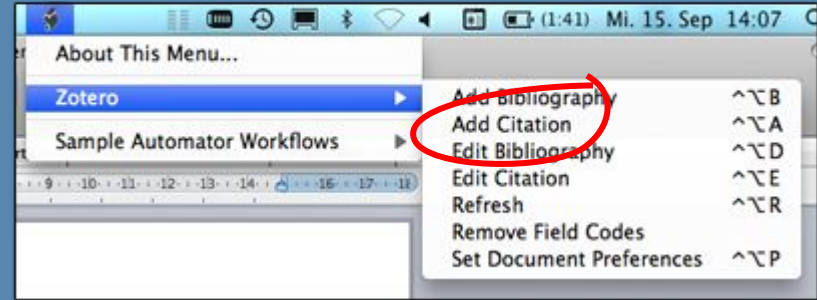 (1:41) Mi. 15. Sep 14:07
About This Menu...
Zotero
Sample Automator Workflows
Add Bibliography ^⌥B
Add Citation ^⌥A
Edit Bibliography ^⌥D
Edit Citation ^⌥E
Refresh ^⌥R
Remove Field Codes
Set Document Preferences ^⌥P
9 10 11 12 13 14 16 17 18